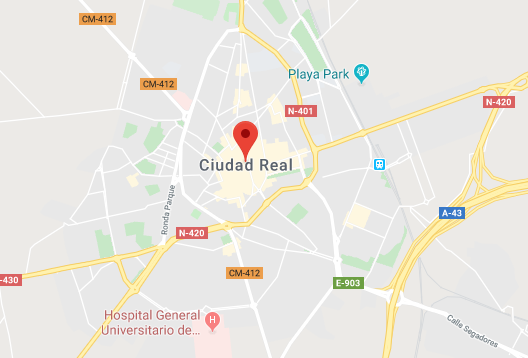 CM-412
CM-412
Playa Park
N-401
N-420
Ciudad Real
Ronda Parque
A-43
N-420
CM-412
-430
E-903
Hospital General
Universitario de...
H
Calle Segadores